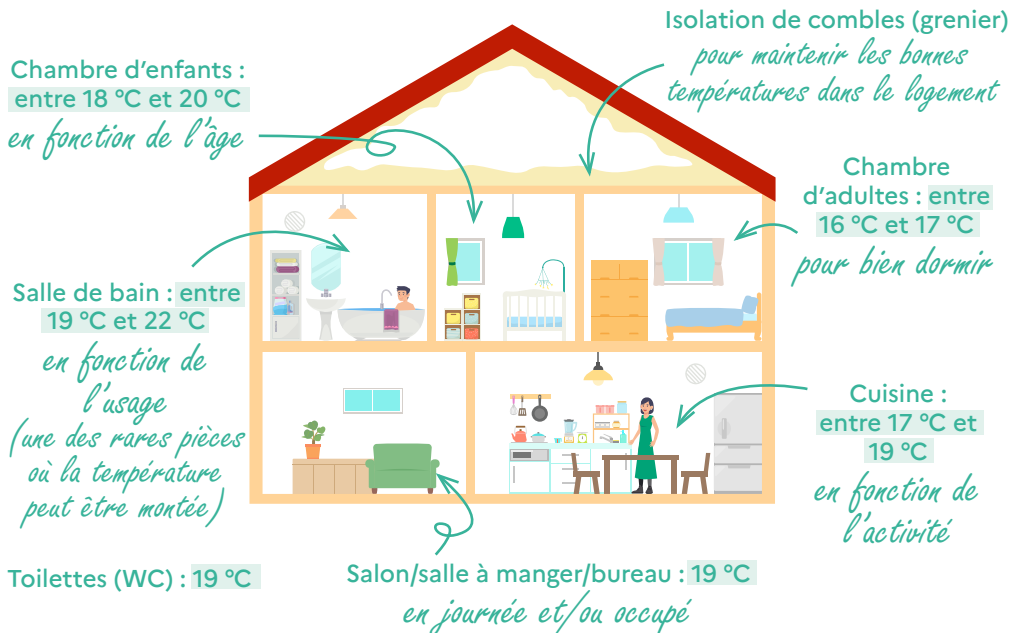 Isolation de combles (grenier)
pour maintenir les bonnes
températures dans le logement
Chambre d'enfants :
entre 18 °C et 20 °C
en fonction de l'âge
Chambre
d'adultes : entre
16 °C et 17 °C
pour bien dormir
Salle de bain : entre
19 °C et 22 °C
en fonction de
l'usage
(une des rares pièces
où la température
peut être montée)
Cuisine :
entre 17 °C et
19 °C
en fonction de
l'activité
Toilettes (WC) : 19 °C
Salon/salle à manger/bureau : 19 °C
en journée et/ou occupé